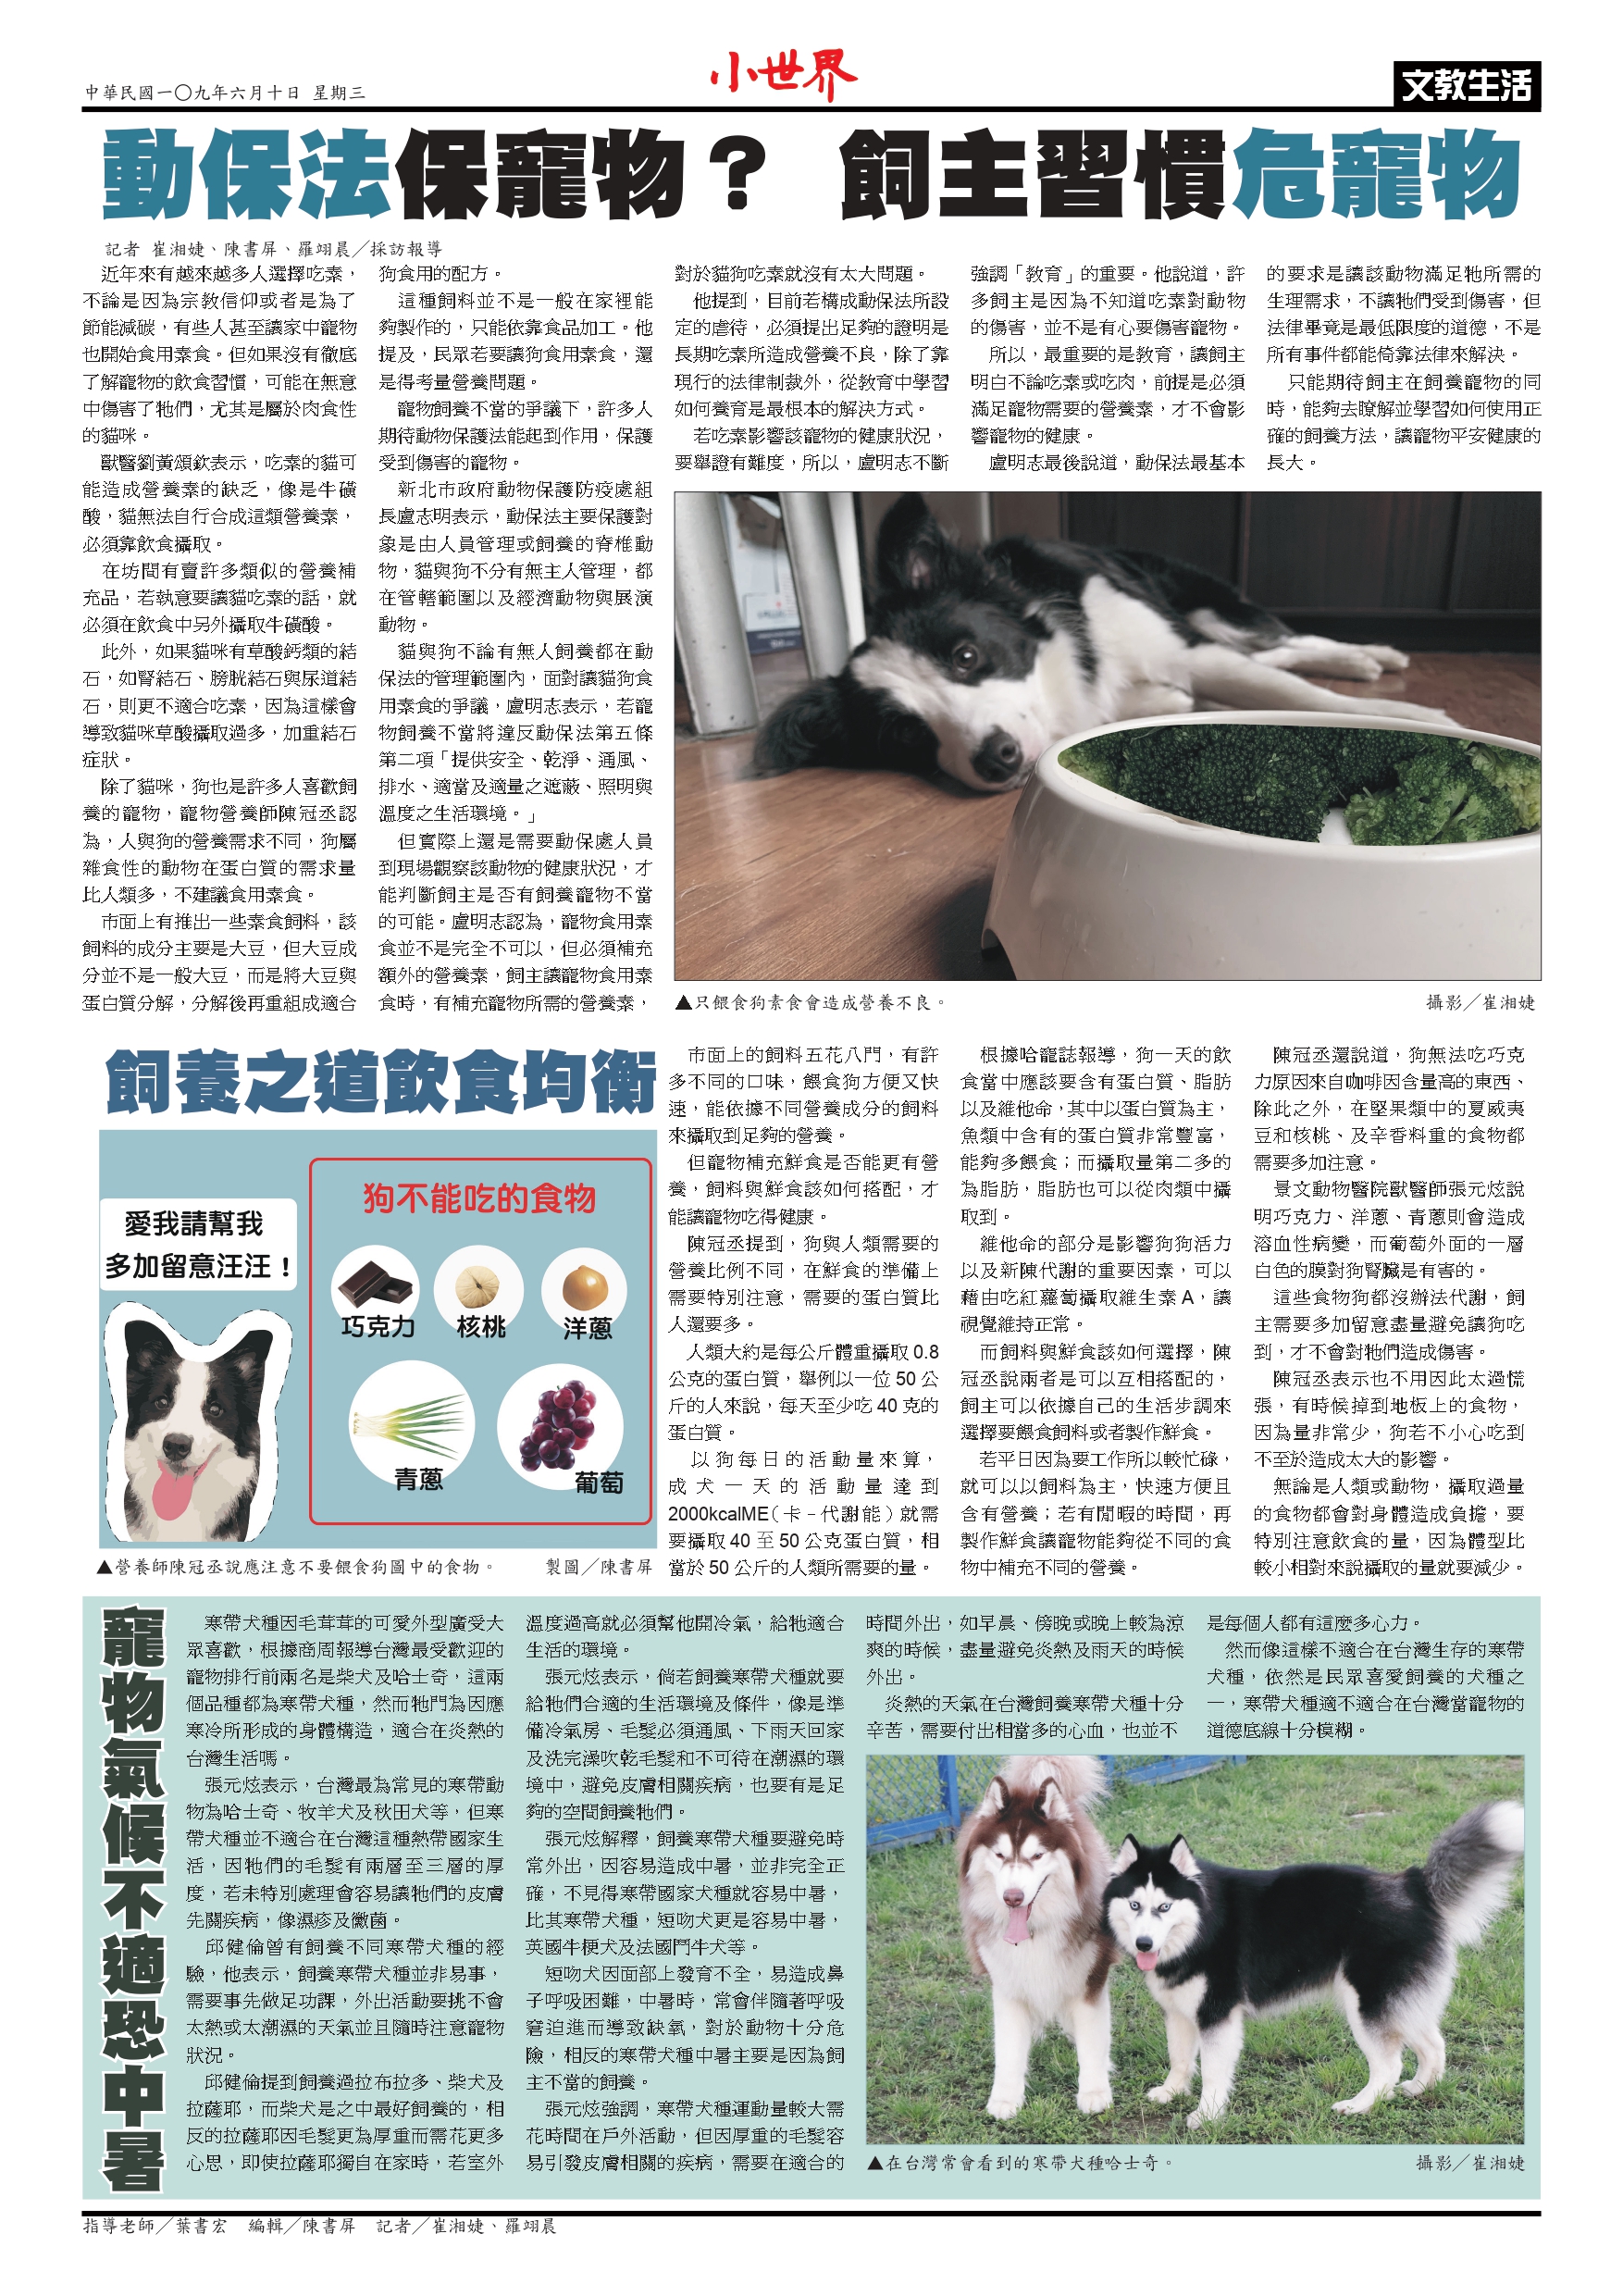 中華民國一〇九年六月十日 星期三
小世界
文教生活
動保法保寵物? 飼主習慣危寵物
記者 崔湘婕、陳書屏、羅翊晨／採訪報導
近年來有越來越多人選擇吃素，
不論是因為宗教信仰或者是為了
節能減碳，有些人甚至讓家中寵物
也開始食用素食。但如果沒有徹底
了解寵物的飲食習慣，可能在無意
中傷害了牠們，尤其是屬於肉食性
的貓咪。
獸醫劉黃頌欽表示，吃素的貓可
能造成營養素的缺乏，像是牛磺
酸，貓無法自行合成這類營養素，
必須靠飲食攝取。
在坊間有賣許多類似的營養補
充品，若執意要讓貓吃素的話，就
必須在飲食中另外攝取牛磺酸。
此外，如果貓咪有草酸鈣類的結
石，如腎結石、膀胱結石與尿道結
石，則更不適合吃素，因為這樣會
導致貓咪草酸攝取過多，加重結石
症狀。
除了貓咪，狗也是許多人喜歡飼
養的寵物，寵物營養師陳冠丞認
為，人與狗的營養需求不同，狗屬
雜食性的動物在蛋白質的需求量
比人類多，不建議食用素食。
市面上有推出一些素食飼料，該
飼料的成分主要是大豆，但大豆成
分並不是一般大豆，而是將大豆與
蛋白質分解，分解後再重組成適合
狗食用的配方。
這種飼料並不是一般在家裡能
夠製作的，只能依靠食品加工。他
提及，民眾若要讓狗食用素食，還
是得考量營養問題。
寵物飼養不當的爭議下，許多人
期待動物保護法能起到作用，保護
受到傷害的寵物。
新北市政府動物保護防疫處組
長盧志明表示，動保法主要保護對
象是由人員管理或飼養的脊椎動
物，貓與狗不分有無主人管理，都
在管轄範圍以及經濟動物與展演
動物。
貓與狗不論有無人飼養都在動
保法的管理範圍內，面對讓貓狗食
用素食的爭議，盧明志表示，若寵
物飼養不當將違反動保法第五條
第二項「提供安全、乾淨、通風、
排水、適當及適量之遮蔽、照明與
溫度之生活環境。」
但實際上還是需要動保處人員
到現場觀察該動物的健康狀況，才
能判斷飼主是否有飼養寵物不當
的可能。盧明志認為，寵物食用素
食並不是完全不可以，但必須補充
額外的營養素，飼主讓寵物食用素
食時，有補充寵物所需的營養素，
對於貓狗吃素就沒有太大問題。
他提到，目前若構成動保法所設
定的虐待，必須提出足夠的證明是
長期吃素所造成營養不良，除了靠
現行的法律制裁外，從教育中學習
如何養育是最根本的解決方式。
若吃素影響該寵物的健康狀況，
要舉證有難度，所以，盧明志不斷
強調「教育」的重要。他說道，許
多飼主是因為不知道吃素對動物
的傷害，並不是有心要傷害寵物。
所以，最重要的是教育，讓飼主
明白不論吃素或吃肉，前提是必須
滿足寵物需要的營養素，才不會影
響寵物的健康。
盧明志最後說道，動保法最基本
的要求是讓該動物滿足牠所需的
生理需求，不讓牠們受到傷害，但
法律畢竟是最低限度的道德，不是
所有事件都能倚靠法律來解決。
只能期待飼主在飼養寵物的同
時，能夠去瞭解並學習如何使用正
確的飼養方法，讓寵物平安健康的
長大。
▲只餵食狗素食會造成營養不良。 攝影／崔湘婕
飼養之道飲食均衡
愛我請幫我
多加留意汪汪！
狗不能吃的食物
巧克力 核桃 洋蔥
青蔥 葡萄
▲營養師陳冠丞說應注意不要餵食狗圖中的食物。 製圖／陳書屏
市面上的飼料五花八門，有許
多不同的口味，餵食狗方便又快
速，能依據不同營養成分的飼料
來攝取到足夠的營養。
但寵物補充鮮食是否能更有營
養，飼料與鮮食該如何搭配，才
能讓寵物吃得健康。
陳冠丞提到，狗與人類需要的
營養比例不同，在鮮食的準備上
需要特別注意，需要的蛋白質比
人還要多。
人類大約是每公斤體重攝取 0.8
公克的蛋白質，舉例以一位 50 公
斤的人來說，每天至少吃 40 克的
蛋白質。
以狗每日的活動量來算，
成犬一天的活動量達到
2000kcalME（卡－代謝能）就需
要攝取 40 至 50 公克蛋白質，相
當於 50 公斤的人類所需要的量。
根據哈寵誌報導，狗一天的飲
食當中應該要含有蛋白質、脂肪
以及維他命，其中以蛋白質為主，
魚類中含有的蛋白質非常豐富，
能夠多餵食；而攝取量第二多的
為脂肪，脂肪也可以從肉類中攝
取到。
維他命的部分是影響狗狗活力
以及新陳代謝的重要因素，可以
藉由吃紅蘿蔔攝取維生素 A，讓
視覺維持正常。
而飼料與鮮食該如何選擇，陳
冠丞說兩者是可以互相搭配的，
飼主可以依據自己的生活步調來
選擇要餵食飼料或者製作鮮食。
若平日因為要工作所以較忙碌，
就可以以飼料為主，快速方便且
含有營養；若有閒暇的時間，再
製作鮮食讓寵物能夠從不同的食
物中補充不同的營養。
陳冠丞還說道，狗無法吃巧克
力原因來自咖啡因含量高的東西、
除此之外，在堅果類中的夏威夷
豆和核桃、及辛香料重的食物都
需要多加注意。
景文動物醫院獸醫師張元炫說
明巧克力、洋蔥、青蔥則會造成
溶血性病變，而葡萄外面的一層
白色的膜對狗腎臟是有害的。
這些食物狗都沒辦法代謝，飼
主需要多加留意盡量避免讓狗吃
到，才不會對牠們造成傷害。
陳冠丞表示也不用因此太過慌
張，有時候掉到地板上的食物，
因為量非常少，狗若不小心吃到
不至於造成太大的影響。
無論是人類或動物，攝取過量
的食物都會對身體造成負擔，要
特別注意飲食的量，因為體型比
較小相對來說攝取的量就要減少。
寵物氣候不適恐中暑
寒帶犬種因毛茸茸的可愛外型廣受大
眾喜歡，根據商周報導台灣最受歡迎的
寵物排行前兩名是柴犬及哈士奇，這兩
個品種都為寒帶犬種，然而牠門為因應
寒冷所形成的身體構造，適合在炎熱的
台灣生活嗎。
張元炫表示，台灣最為常見的寒帶動
物為哈士奇、牧羊犬及秋田犬等，但寒
帶犬種並不適合在台灣這種熱帶國家生
活，因牠們的毛髮有兩層至三層的厚
度，若未特別處理會容易讓牠們的皮膚
先關疾病，像濕疹及黴菌。
邱健倫曾有飼養不同寒帶犬種的經
驗，他表示，飼養寒帶犬種並非易事，
需要事先做足功課，外出活動要挑不會
太熱或太潮濕的天氣並且隨時注意寵物
狀況。
邱健倫提到飼養過拉布拉多、柴犬及
拉薩耶，而柴犬是之中最好飼養的，相
反的拉薩耶因毛髮更為厚重而需花更多
心思，即使拉薩耶獨自在家時，若室外
溫度過高就必須幫他開冷氣，給牠適合
生活的環境。
張元炫表示，倘若飼養寒帶犬種就要
給牠們合適的生活環境及條件，像是準
備冷氣房、毛髮必須通風、下雨天回家
及洗完澡吹乾毛髮和不可待在潮濕的環
境中，避免皮膚相關疾病，也要有是足
夠的空間飼養牠們。
張元炫解釋，飼養寒帶犬種要避免時
常外出，因容易造成中暑，並非完全正
確，不見得寒帶國家犬種就容易中暑，
比其寒帶犬種，短吻犬更是容易中暑，
英國牛梗犬及法國鬥牛犬等。
短吻犬因面部上發育不全，易造成鼻
子呼吸困難，中暑時，常會伴隨著呼吸
窘迫進而導致缺氧，對於動物十分危
險，相反的寒帶犬種中暑主要是因為飼
主不當的飼養。
張元炫強調，寒帶犬種運動量較大需
花時間在戶外活動，但因厚重的毛髮容
易引發皮膚相關的疾病，需要在適合的
時間外出，如早晨、傍晚或晚上較為涼
爽的時候，盡量避免炎熱及雨天的時候
外出。
炎熱的天氣在台灣飼養寒帶犬種十分
辛苦，需要付出相當多的心血，也並不
是每個人都有這麼多心力。
然而像這樣不適合在台灣生存的寒帶
犬種，依然是民眾喜愛飼養的犬種之
一，寒帶犬種適不適合在台灣當寵物的
道德底線十分模糊。
▲在台灣常會看到的寒帶犬種哈士奇。 攝影／崔湘婕
指導老師／葉書宏 編輯／陳書屏 記者／崔湘婕、羅翊晨